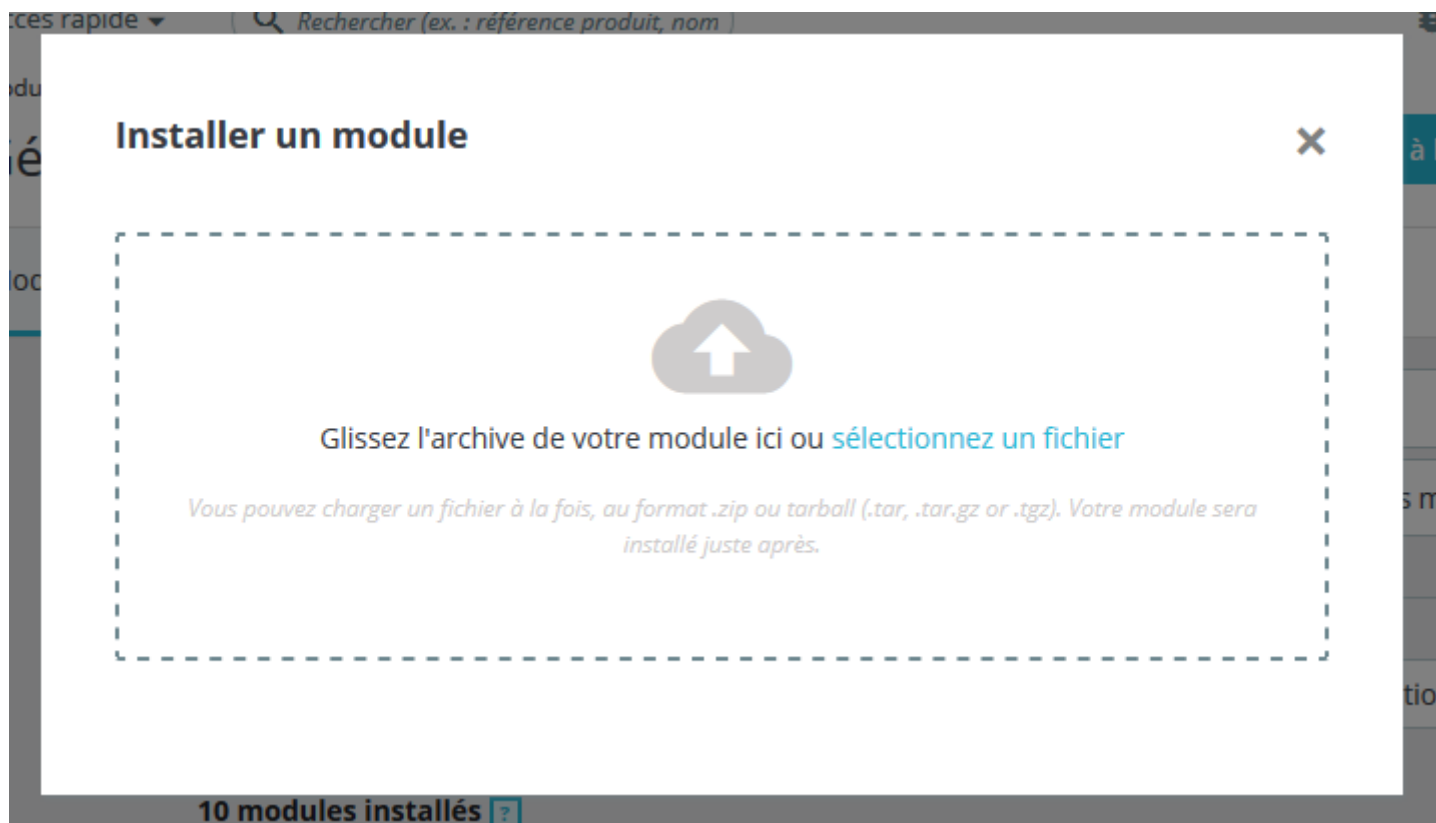 rapide
Rechercher (ex. : référence produit, nom
Installer un module
à
Glissez l'archive de votre module ici ou sélectionnez un fichier
Vous pouvez charger un fichier à la fois, au format .zip ou tarball (.tar, .tar.gz or .tgz). Votre module sera
installé juste après.
10 modules installés ?